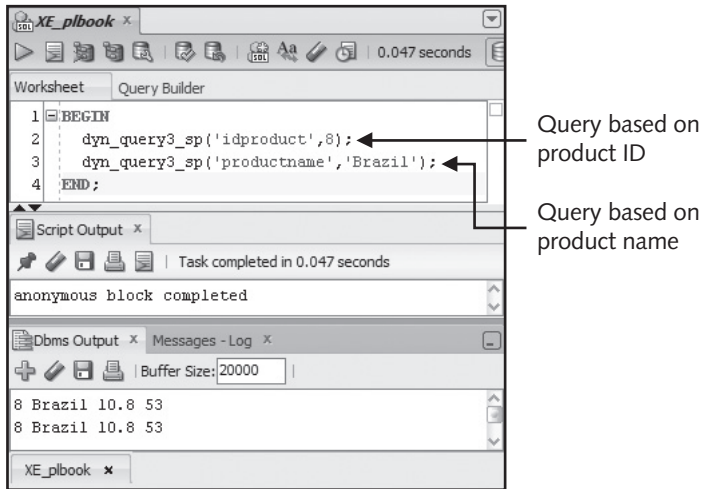 XE_plbook x
SQL
SQL Aa 0.047 seconds
Worksheet Query Builder
1 BEGIN
2 dyn_query3_sp('idproduct',8);
3 dyn_query3_sp('productname','Brazil');
4 END;
Query based on
product ID
Query based on
product name
Script Output x
Task completed in 0.047 seconds
anonymous block completed
Dbms Output x Messages - Log x
Buffer Size: 20000
8 Brazil 10.8 53
8 Brazil 10.8 53
XE_plbook x